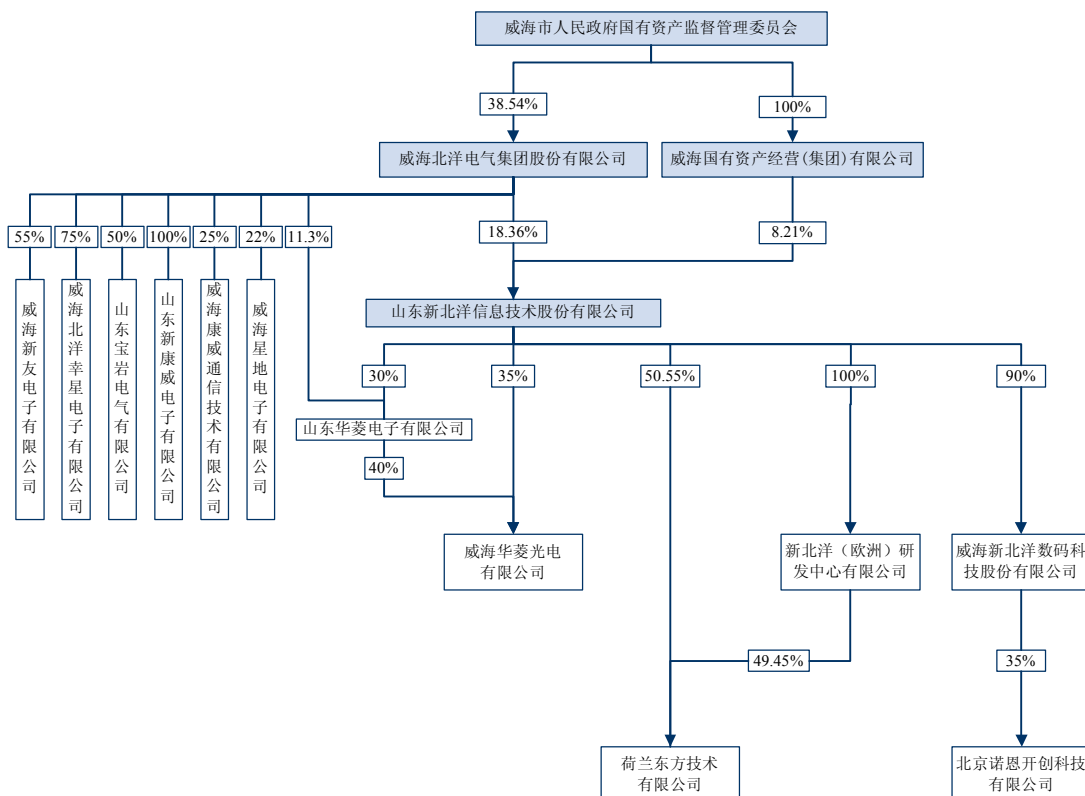 威海市人民政府国有资产监督管理委员会
38.54%
100%
威海北洋电气集团股份有限公司
威海国有资产经营(集团)有限公司
55%
75%
50%
100%
25%
22%
11.3%
18.36%
8.21%
威海新友电子有限公司
威海北洋幸星电子有限公司
山东宝岩电气有限公司
山东新康威电子有限公司
威海康威通信技术有限公司
威海星地电子有限公司
山东新北洋信息技术股份有限公司
30%
35%
50.55%
100%
90%
山东华菱电子有限公司
40%
威海华菱光电
有限公司
新北洋（欧洲）研
发中心有限公司
威海新北洋数码科
技股份有限公司
49.45%
35%
荷兰东方技术
有限公司
北京诺恩开创科技
有限公司